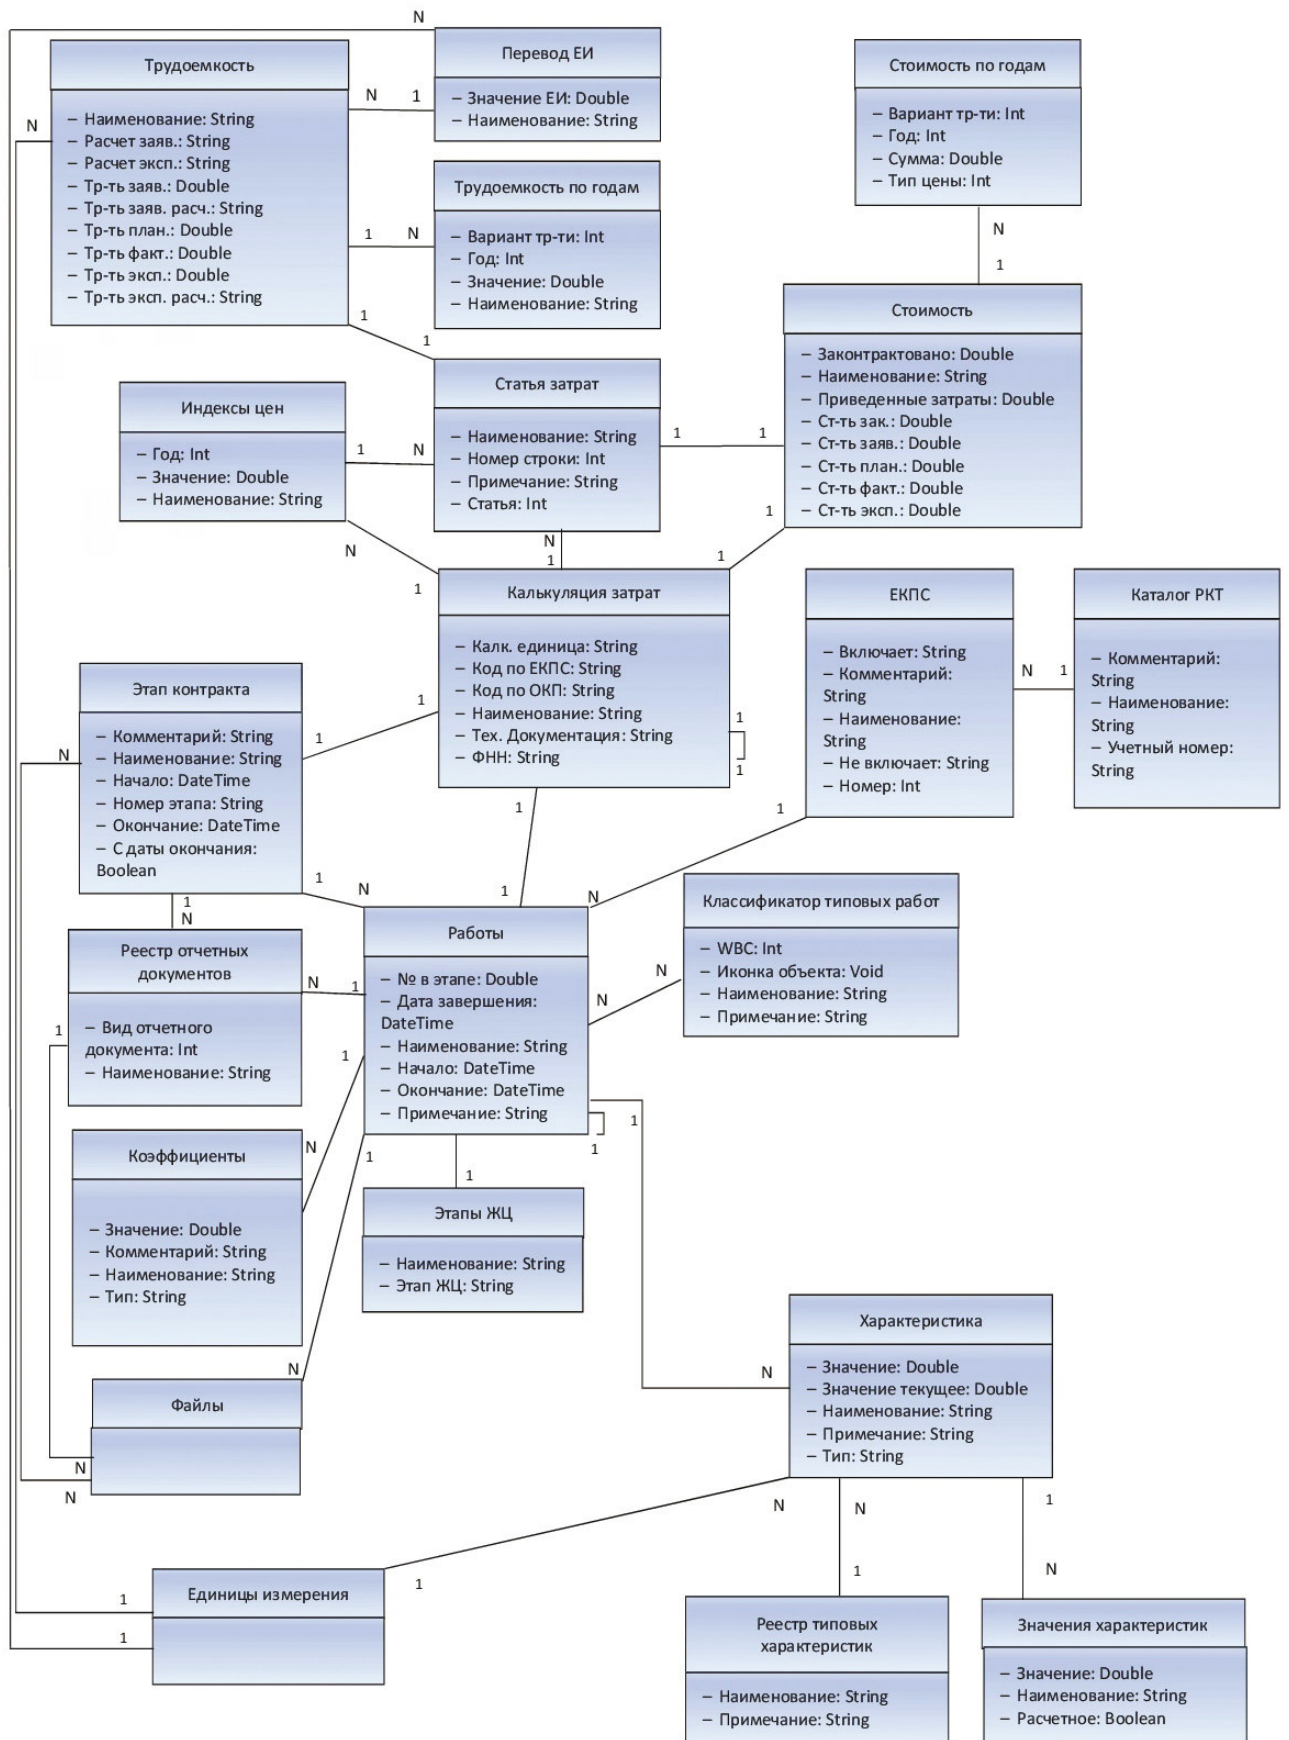 N
Трудоемкость
– Наименование: String
– Расчет заяв.: String
– Расчет эксп.: String
– Тр-ть заяв.: Double
– Тр-ть заяв. расч.: String
– Тр-ть план.: Double
– Тр-ть факт.: Double
– Тр-ть эксп.: Double
– Тр-ть эксп. расч.: String
N
N
1
Перевод ЕИ
– Значение ЕИ: Double
– Наименование: String
1
N
Трудоемкость по годам
– Вариант тр-ти: Int
– Год: Int
– Значение: Double
– Наименование: String
Стоимость по годам
– Вариант тр-ти: Int
– Год: Int
– Сумма: Double
– Тип цены: Int
N
1
Стоимость
– Законтрактовано: Double
– Наименование: String
– Приведенные затраты: Double
– Ст-ть зак.: Double
– Ст-ть заяв.: Double
– Ст-ть план.: Double
– Ст-ть факт.: Double
– Ст-ть эксп.: Double
1
1
Статья затрат
– Наименование: String
– Номер строки: Int
– Примечание: String
– Статья: Int
1
1
Индексы цен
– Год: Int
– Значение: Double
– Наименование: String
1
N
N
1
N
1
1
1
Калькуляция затрат
– Калк. единица: String
– Код по ЕКПС: String
– Код по ОКП: String
– Наименование: String
– Тех. Документация: String
– ФНН: String
1
1
ЕКПС
– Включает: String
– Комментарий:
String
– Наименование:
String
– Не включает: String
– Номер: Int
N
1
Каталог РКТ
– Комментарий:
String
– Наименование:
String
– Учетный номер:
String
Этап контракта
– Комментарий: String
– Наименование: String
– Начало: DateTime
– Номер этапа: String
– Окончание: DateTime
– С даты окончания:
Boolean
N
1
1
1
1
1
N
1
N
1
N
Реестр отчетных
документов
– Вид отчетного
документа: Int
– Наименование: String
N
1
1
Работы
– № в этапе: Double
– Дата завершения:
DateTime
– Наименование: String
– Начало: DateTime
– Окончание: DateTime
– Примечание: String
1
1
Классификатор типовых работ
– WBC: Int
– Иконка объекта: Void
– Наименование: String
– Примечание: String
N
N
1
N
Коэффициенты
– Значение: Double
– Комментарий: String
– Наименование: String
– Тип: String
1
1
Этапы ЖЦ
– Наименование: String
– Этап ЖЦ: String
N
Файлы
N
N
N
Характеристика
– Значение: Double
– Значение текущее: Double
– Наименование: String
– Примечание: String
– Тип: String
N
N
1
1
Единицы измерения
1
1
1
N
Реестр типовых
характеристик
– Наименование: String
– Примечание: String
Значения характеристик
– Значение: Double
– Наименование: String
– Расчетное: Boolean